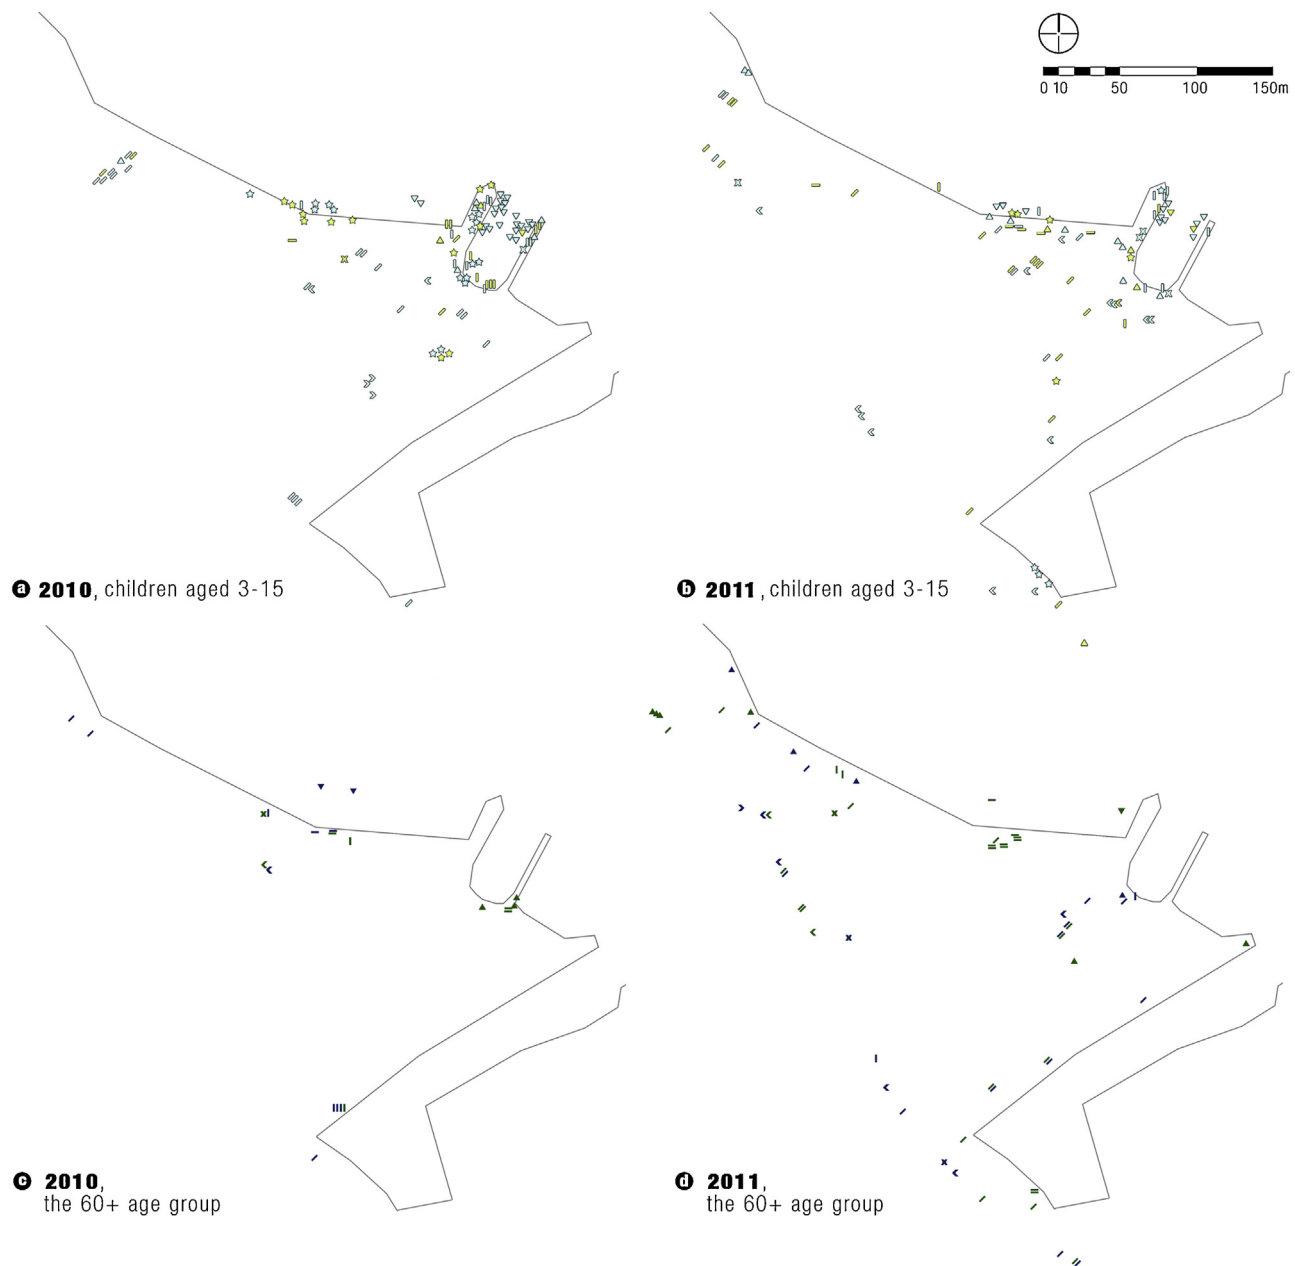 0 10 50 100 150m
a 2010, children aged 3-15
b 2011, children aged 3-15
c 2010,
the 60+ age group
d 2011,
the 60+ age group